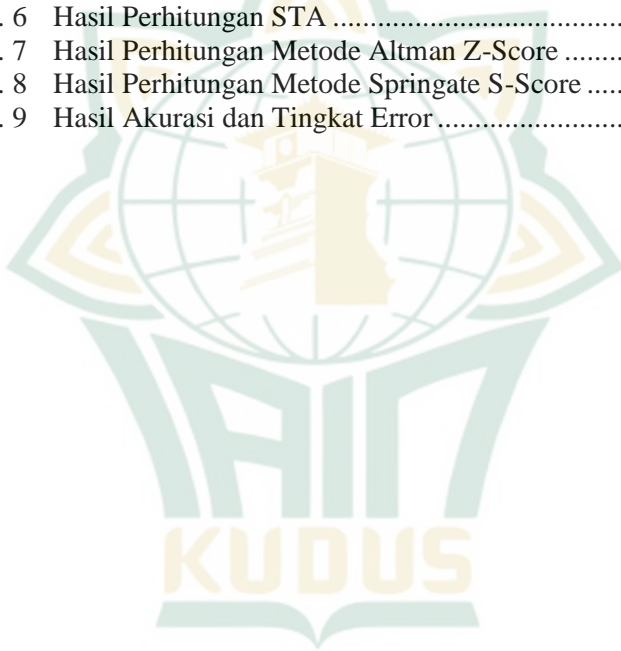 . 6 Hasil Perhitungan STA ........................................
. 7 Hasil Perhitungan Metode Altman Z-Score ........
. 8 Hasil Perhitungan Metode Springate S-Score .....
. 9 Hasil Akurasi dan Tingkat Error .........................
IAIN
KUDUS